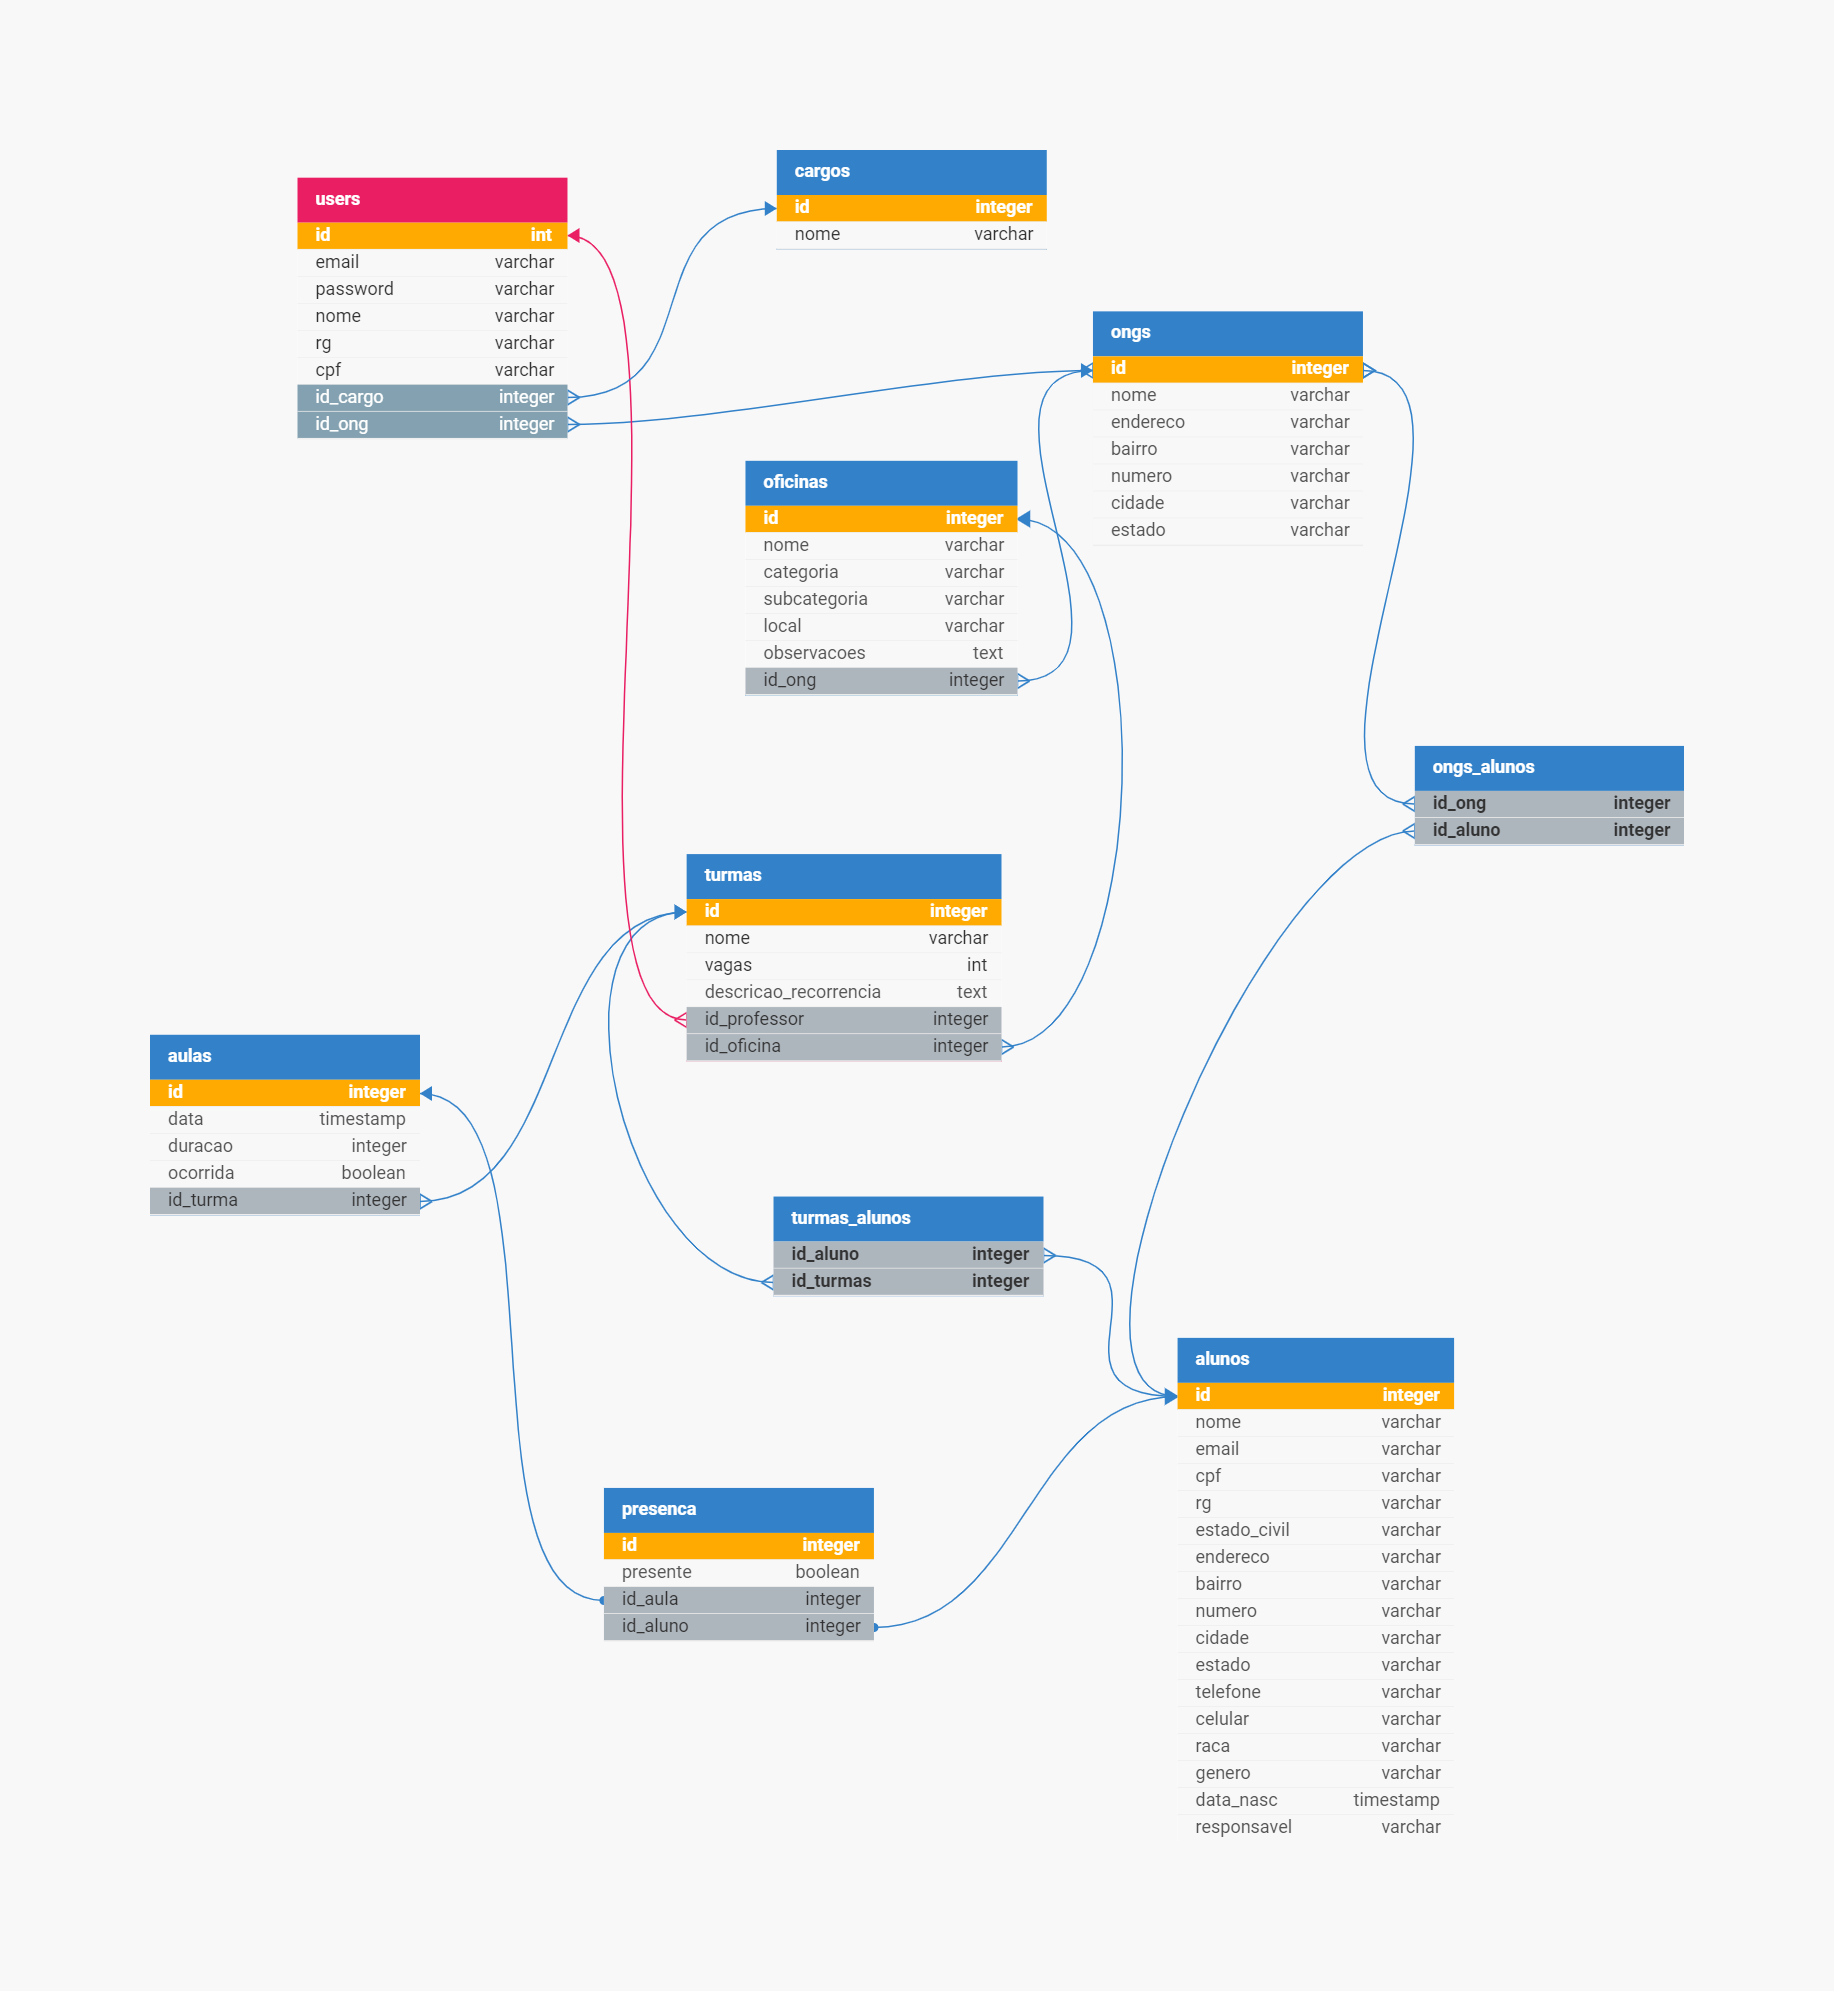 cargos
id integer
nome varchar
users
id int
email varchar
password varchar
nome varchar
rg varchar
cpf varchar
id_cargo integer
id_ong integer
ongs
id integer
nome varchar
endereco varchar
bairro varchar
numero varchar
cidade varchar
estado varchar
oficinas
id integer
nome varchar
categoria varchar
subcategoria varchar
local varchar
observacoes text
id_ong integer
ongs_alunos
id_ong integer
id_aluno integer
turmas
id integer
nome varchar
vagas int
descricao_recorrencia text
id_professor integer
id_oficina integer
aulas
id integer
data timestamp
duracao integer
ocorrida boolean
id_turma integer
turmas_alunos
id_aluno integer
id_turmas integer
alunos
id integer
nome varchar
email varchar
cpf varchar
rg varchar
estado_civil varchar
endereco varchar
bairro varchar
numero varchar
cidade varchar
estado varchar
telefone varchar
celular varchar
raca varchar
genero varchar
data_nasc timestamp
responsavel varchar
presenca
id integer
presente boolean
id_aula integer
id_aluno integer